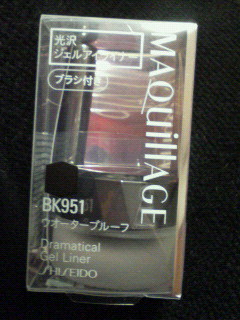 光沢
ジェルアイライナー
ブラシ付き
MAQuillAGE
BK951
ウオータープルーフ
Dramatical
Gel Liner
SHISEIDO